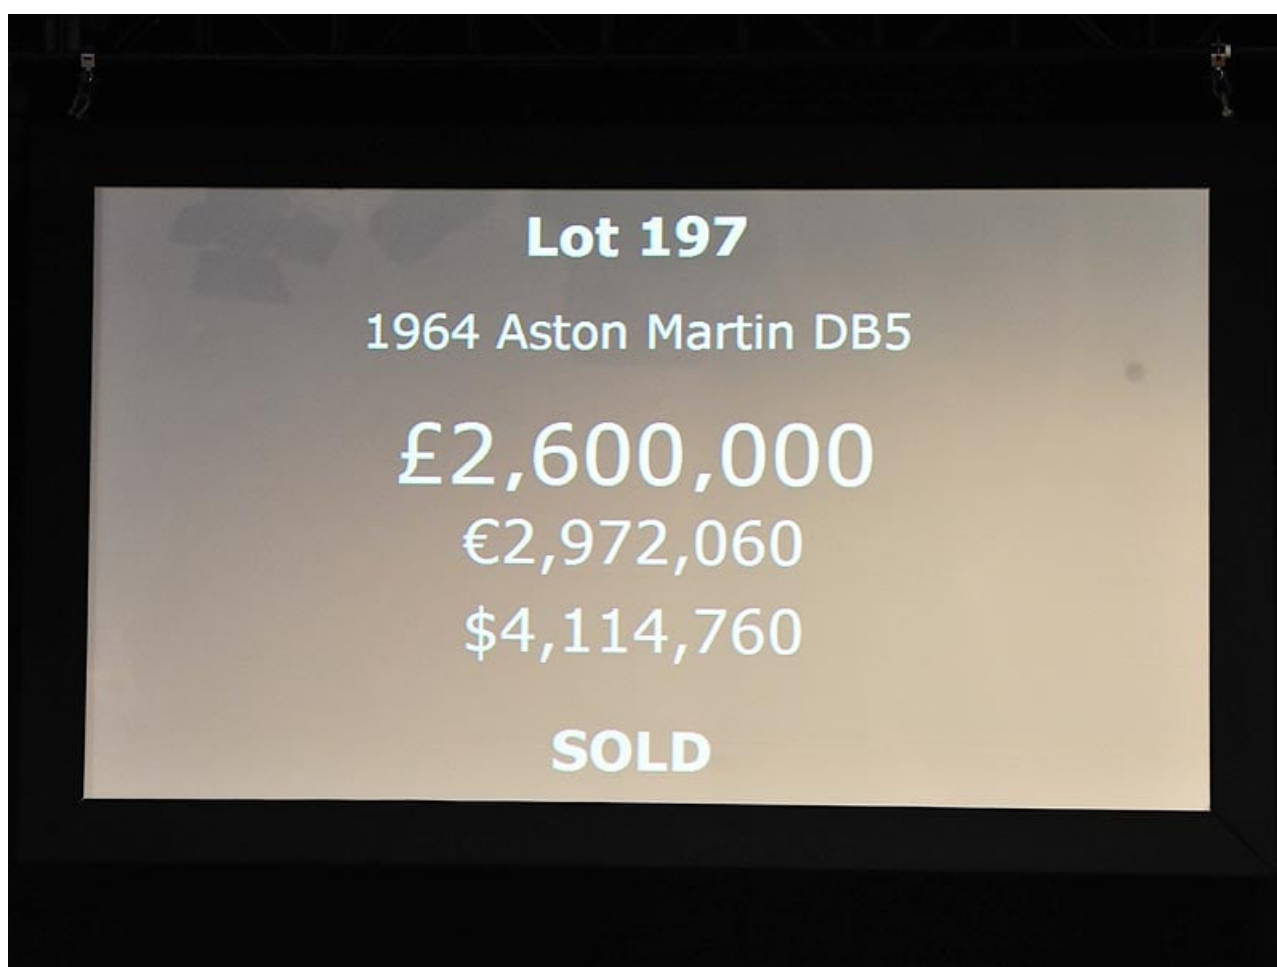 Lot 197
1964 Aston Martin DB5
£2,600,000
€2,972,060
$4,114,760
SOLD